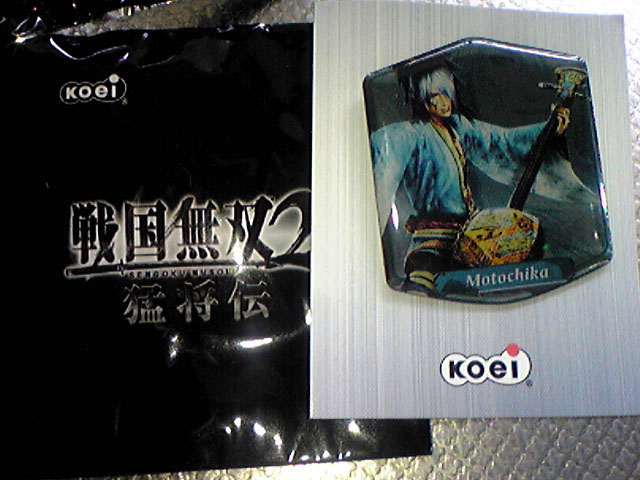 KOEI
戦国無双2
SENGOKU MUSOU
猛将伝
Motochika
KOEI